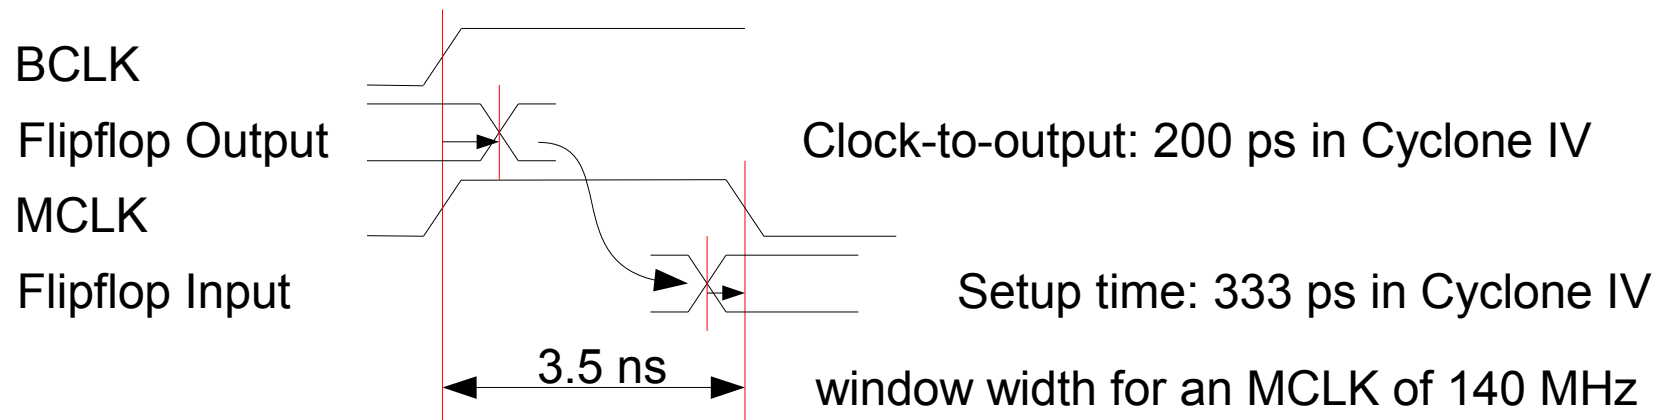 BCLK
Flipflop Output
Clock-to-output: 200 ps in Cyclone IV
MCLK
Flipflop Input
Setup time: 333 ps in Cyclone IV
3.5 ns
window width for an MCLK of 140 MHz